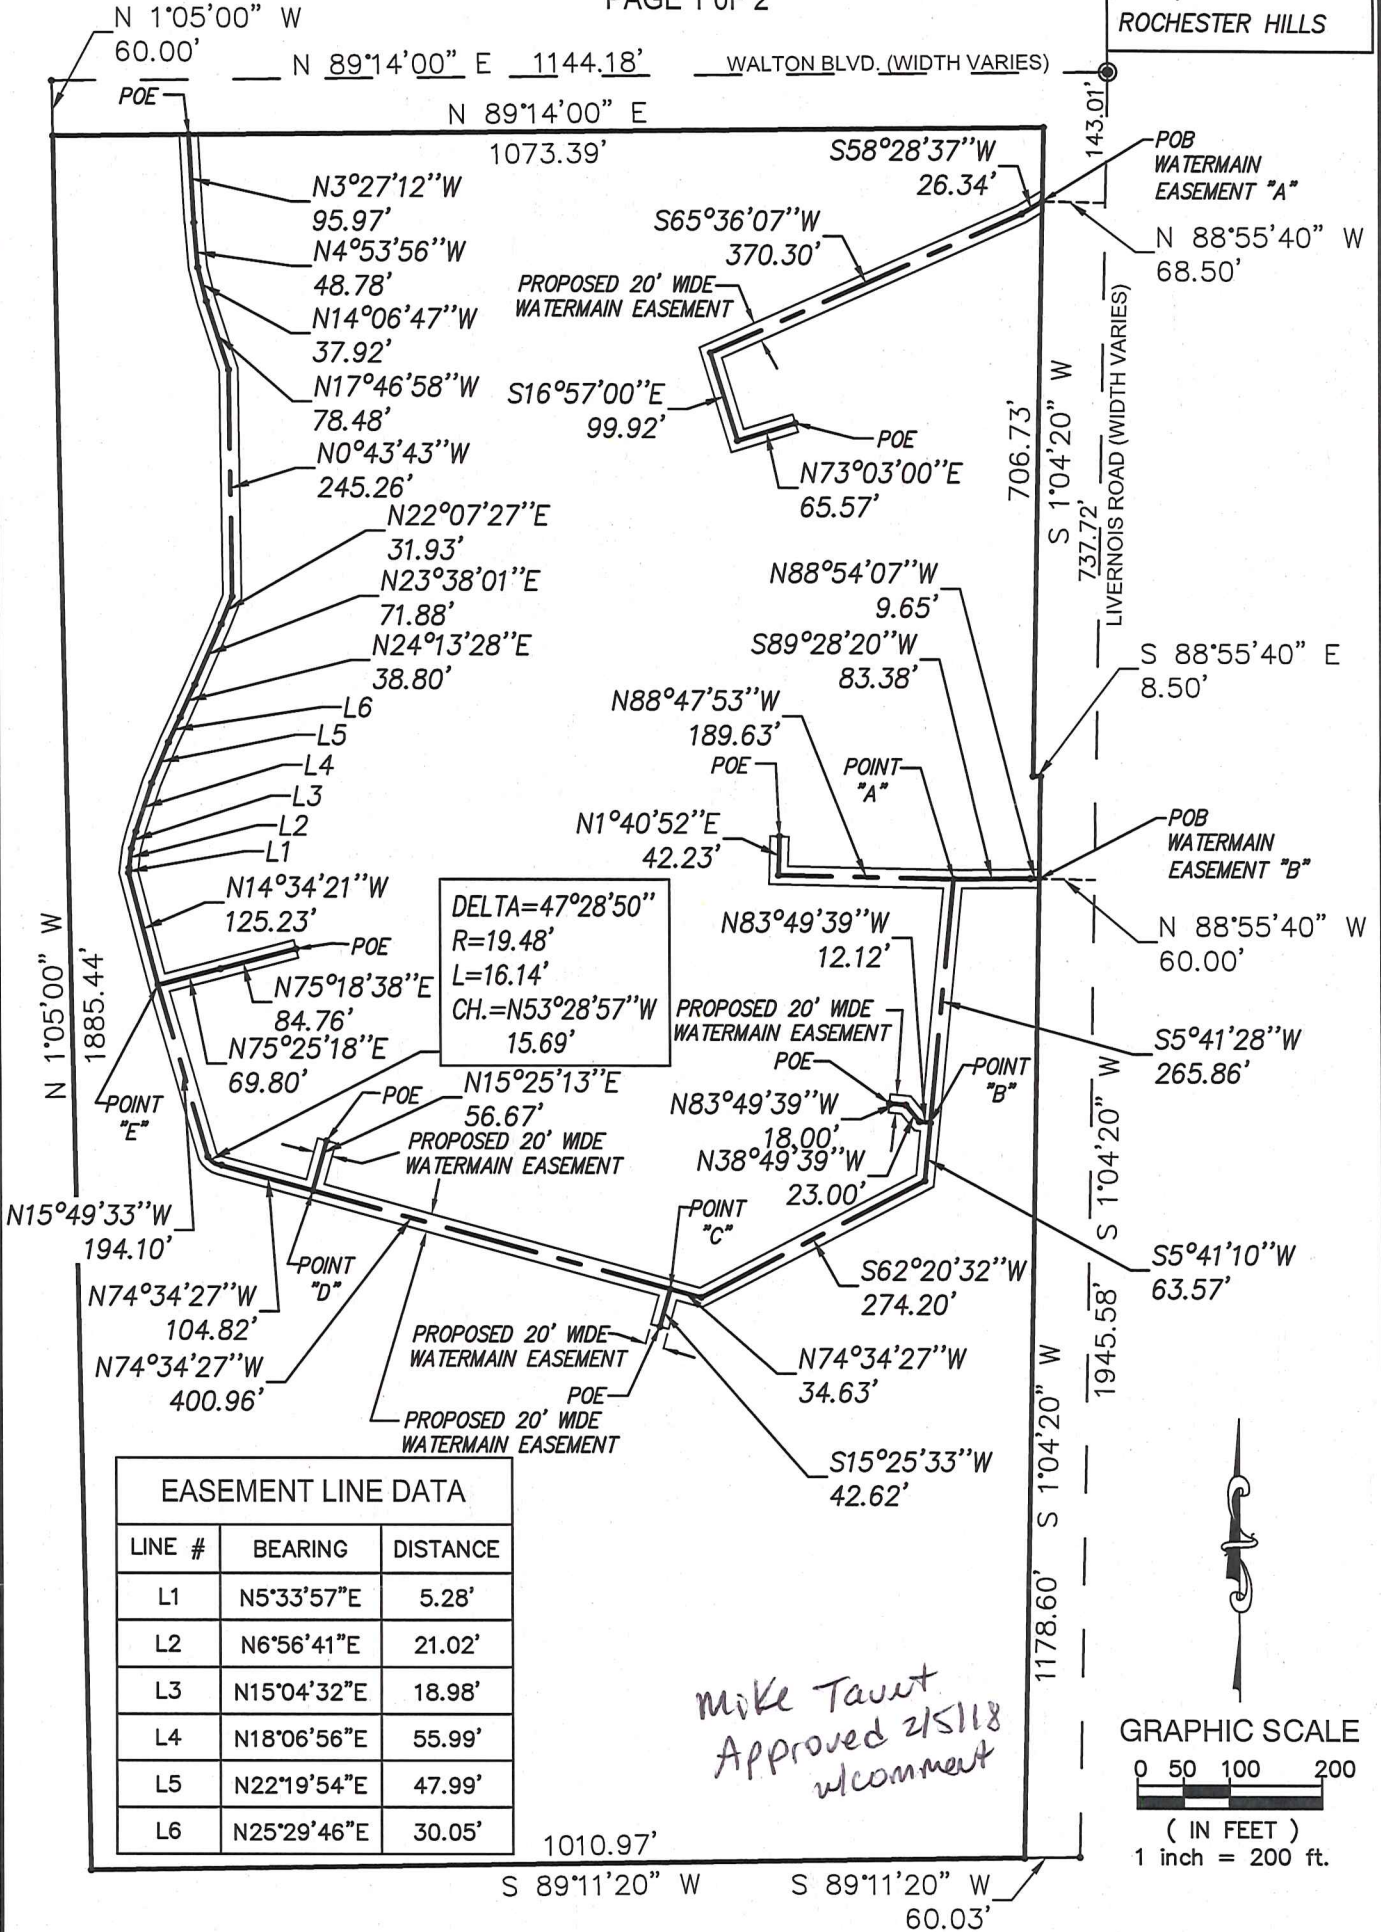 PAGE 1 OF 2
ROCHESTER HILLS
N 1°05'00" W
60.00'
N 89°14'00" E 1144.18' WALTON BLVD. (WIDTH VARIES)
POE
N 89°14'00" E
1073.39'
143.01'
S58°28'37"W
26.34'
POB
WATERMAIN
EASEMENT "A"
N3°27'12"W
95.97'
S65°36'07"W
370.30'
N 88°55'40" W
68.50'
N4°53'56"W
48.78'
PROPOSED 20' WIDE
WATERMAIN EASEMENT
N14°06'47"W
37.92'
N17°46'58"W
78.48'
S16°57'00"E
99.92'
POE
N73°03'00"E
65.57'
706.73'
S 1°04'20" W
737.72'
LIVERNOIS ROAD (WIDTH VARIES)
N0°43'43"W
245.26'
N22°07'27"E
31.93'
N23°38'01"E
71.88'
N88°54'07"W
9.65'
N24°13'28"E
38.80'
S89°28'20"W
83.38'
S 88°55'40" E
8.50'
L6
L5
L4
L3
L2
L1
N88°47'53"W
189.63'
POE
POINT
"A"
N1°40'52"E
42.23'
POB
WATERMAIN
EASEMENT "B"
N 88°55'40" W
60.00'
N14°34'21"W
125.23'
POE
N75°18'38"E
84.76'
N75°25'18"E
69.80'
DELTA=47°28'50"
R=19.48'
L=16.14'
CH.=N53°28'57"W
15.69'
N83°49'39"W
12.12'
PROPOSED 20' WIDE
WATERMAIN EASEMENT
POE
S5°41'28"W
265.86'
POINT
"B"
N 1°05'00" W
1885.44'
POINT
"E"
POE
N15°25'13"E
56.67'
PROPOSED 20' WIDE
WATERMAIN EASEMENT
N83°49'39"W
18.00'
N38°49'39"W
23.00'
S 1°04'20" W
1945.58'
N15°49'33"W
194.10'
POINT
"D"
POINT
"C"
S5°41'10"W
63.57'
N74°34'27"W
104.82'
S62°20'32"W
274.20'
N74°34'27"W
400.96'
PROPOSED 20' WIDE
WATERMAIN EASEMENT
POE
N74°34'27"W
34.63'
PROPOSED 20' WIDE
WATERMAIN EASEMENT
S15°25'33"W
42.62'
S 1°04'20" W
1178.60'
EASEMENT LINE DATA
LINE # BEARING DISTANCE
L1 N5°33'57"E 5.28'
L2 N6°56'41"E 21.02'
L3 N15°04'32"E 18.98'
L4 N18°06'56"E 55.99'
L5 N22°19'54"E 47.99'
L6 N25°29'46"E 30.05'
Mike
Approved 2/5/18
w/comment
GRAPHIC SCALE
0 50 100 200
( IN FEET )
1 inch = 200 ft.
1010.97'
S 89°11'20" W
S 89°11'20" W
60.03'